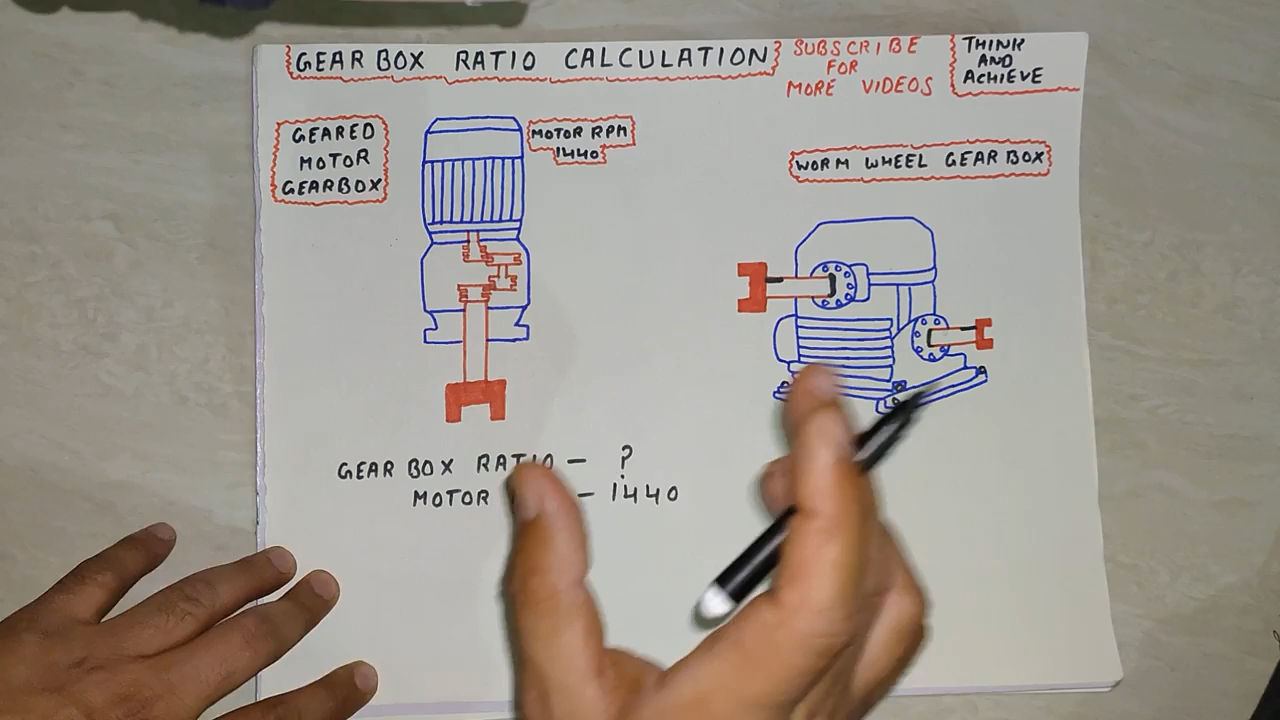 GEAR BOX RATIO CALCULATION
SUBSCRIBE
FOR
MORE VIDEOS
THINK
AND
ACHIEVE
GEARED
MOTOR
GEARBOX
MOTOR RPM
1440
WORM WHEEL GEAR BOX
GEAR BOX RATIO - ?
MOTOR - 1440